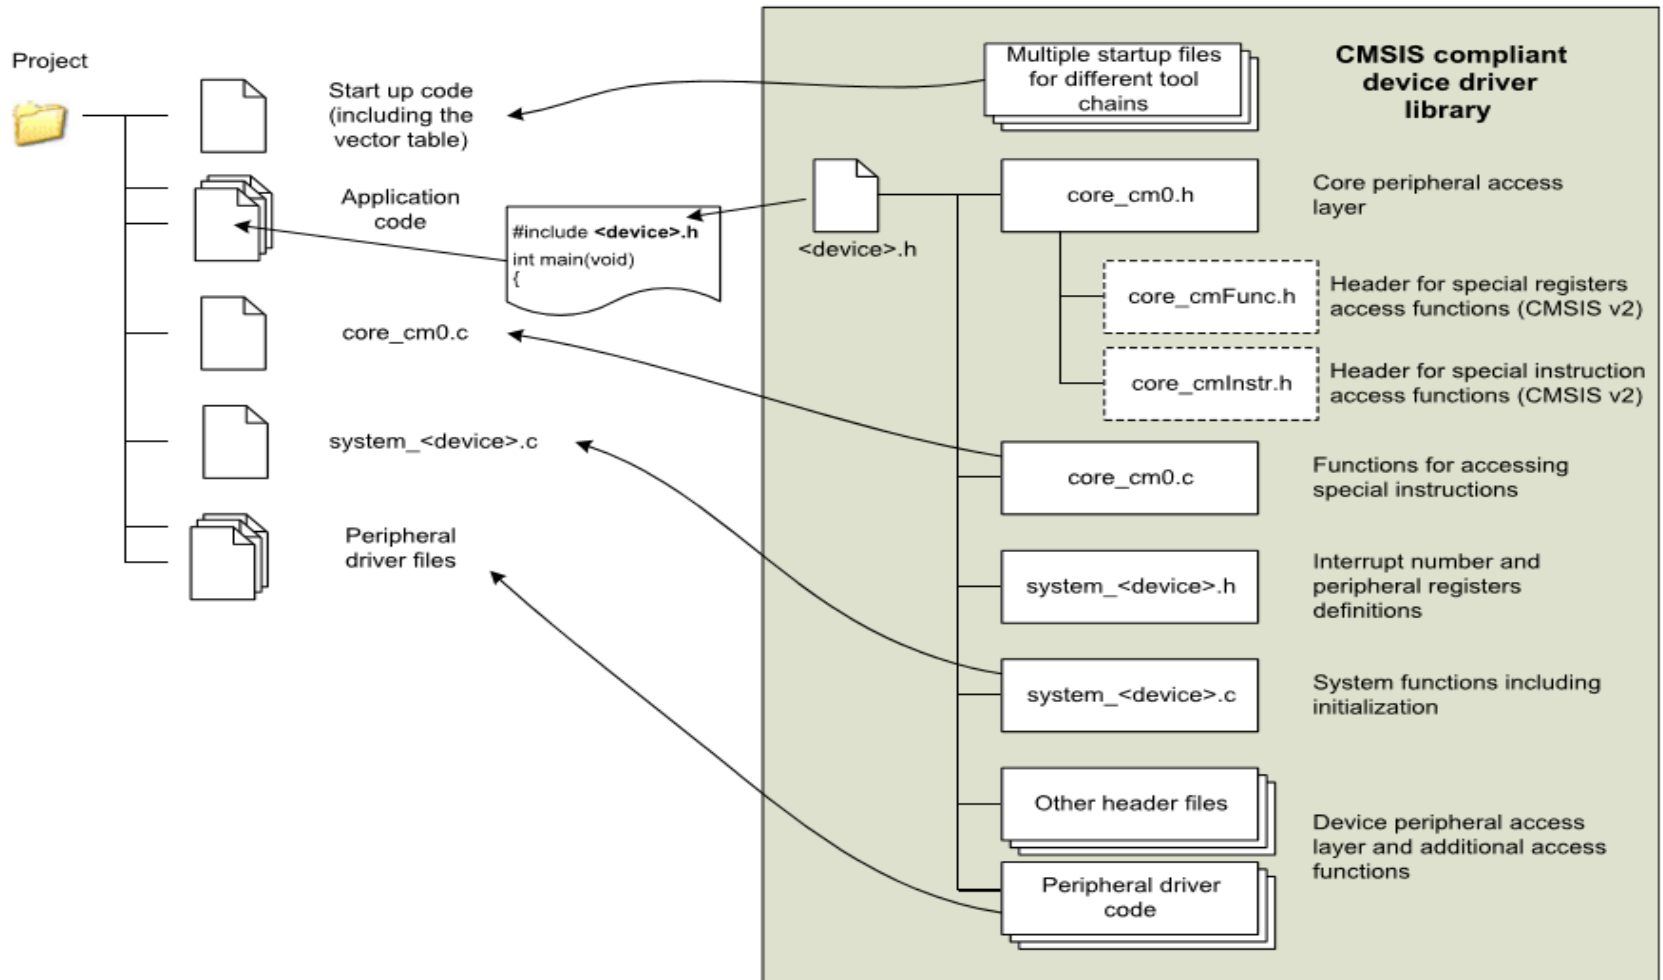 Project
Start up code
(including the
vector table)
Application
code
core_cm0.c
system_<device>.c
Peripheral
driver files
#include <device>.h
int main(void)
{
CMSIS compliant
device driver
library
Multiple startup files
for different tool
chains
<device>.h
core_cm0.h
Core peripheral access
layer
core_cmFunc.h
Header for special registers
access functions (CMSIS v2)
core_cmInstr.h
Header for special instruction
access functions (CMSIS v2)
core_cm0.c
Functions for accessing
special instructions
system_<device>.h
Interrupt number and
peripheral registers
definitions
system_<device>.c
System functions including
initialization
Other header files
Peripheral driver
code
Device peripheral access
layer and additional access
functions